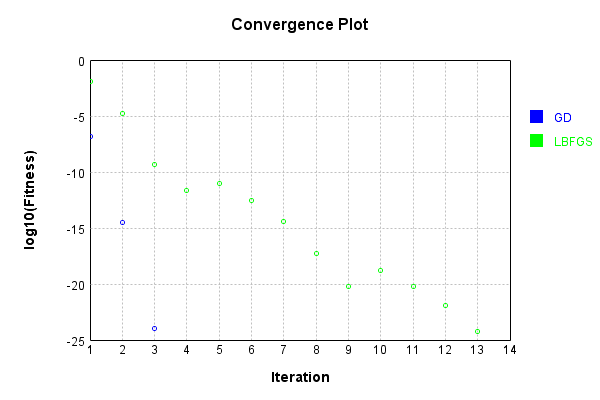 Convergence Plot
0
-5
-10
-15
-20
-25
log10(Fitness)
1 2 3 4 5 6 7 8 9 10 11 12 13 14
Iteration
GD
LBFGS